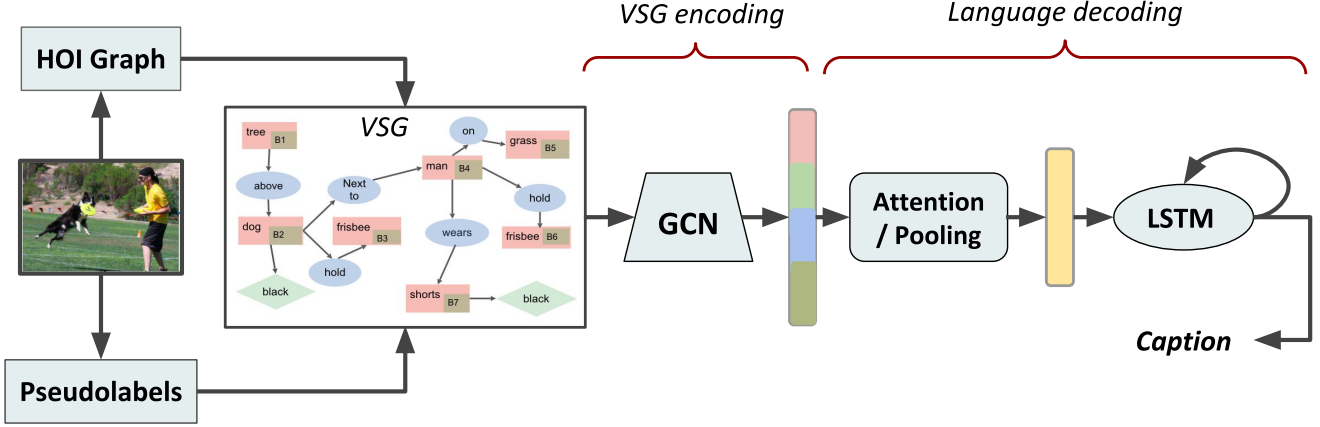 VSG encoding
Language decoding
HOI Graph
VSG
tree
B1
on
grass
B5
man
B4
above
Next
to
hold
dog
B2
frisbee
B3
wears
frisbee
B6
hold
black
shorts
B7
black
GCN
Attention
/ Pooling
LSTM
Caption
Pseudolabels